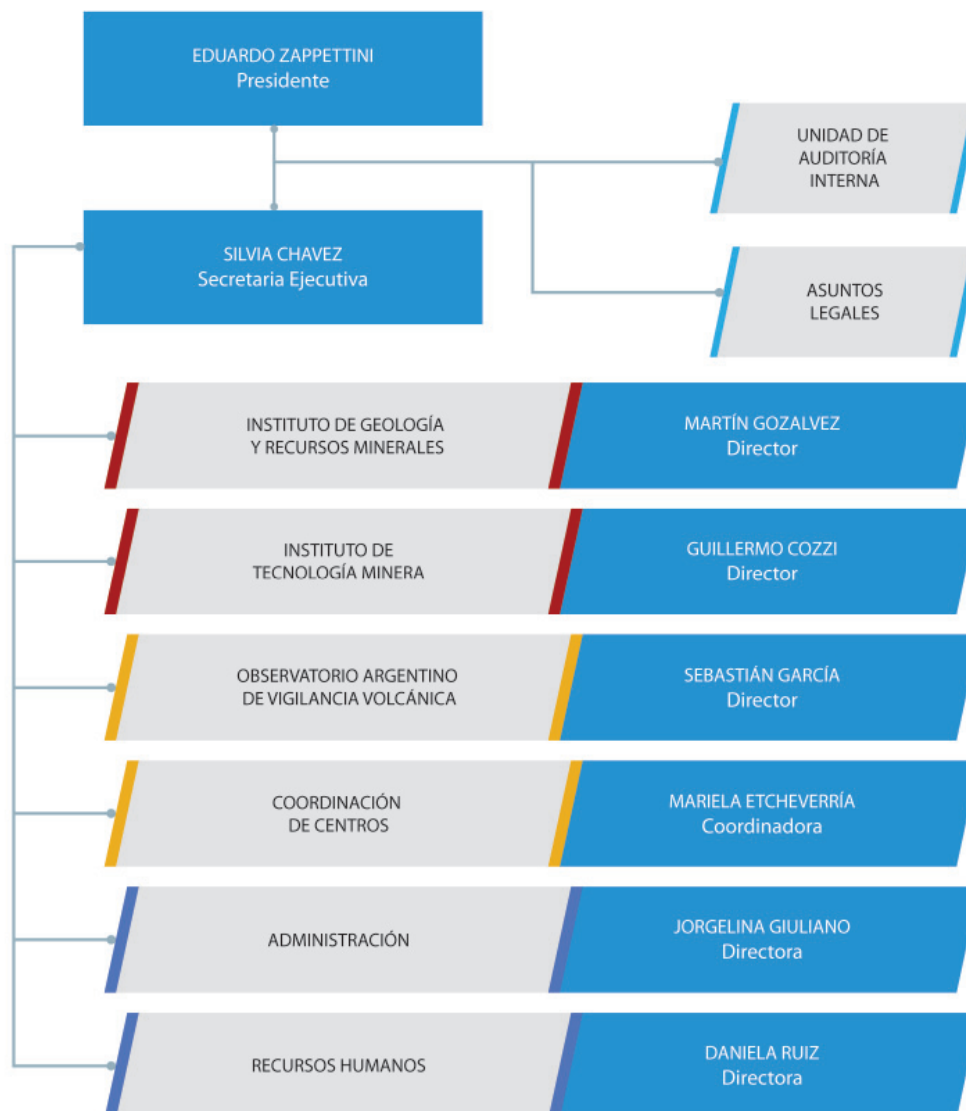 EDUARDO ZAPPETTINI
Presidente
UNIDAD DE
AUDITORÍA
INTERNA
SILVIA CHAVEZ
Secretaria Ejecutiva
ASUNTOS
LEGALES
INSTITUTO DE GEOLOGÍA
Y RECURSOS MINERALES
MARTÍN GOZALVEZ
Director
INSTITUTO DE
TECNOLOGÍA MINERA
GUILLERMO COZZI
Director
OBSERVATORIO ARGENTINO
DE VIGILANCIA VOLCÁNICA
SEBASTIÁN GARCÍA
Director
COORDINACIÓN
DE CENTROS
MARIELA ETCHEVERRÍA
Coordinadora
ADMINISTRACIÓN
JORGELINA GIULIANO
Directora
RECURSOS HUMANOS
DANIELA RUIZ
Directora